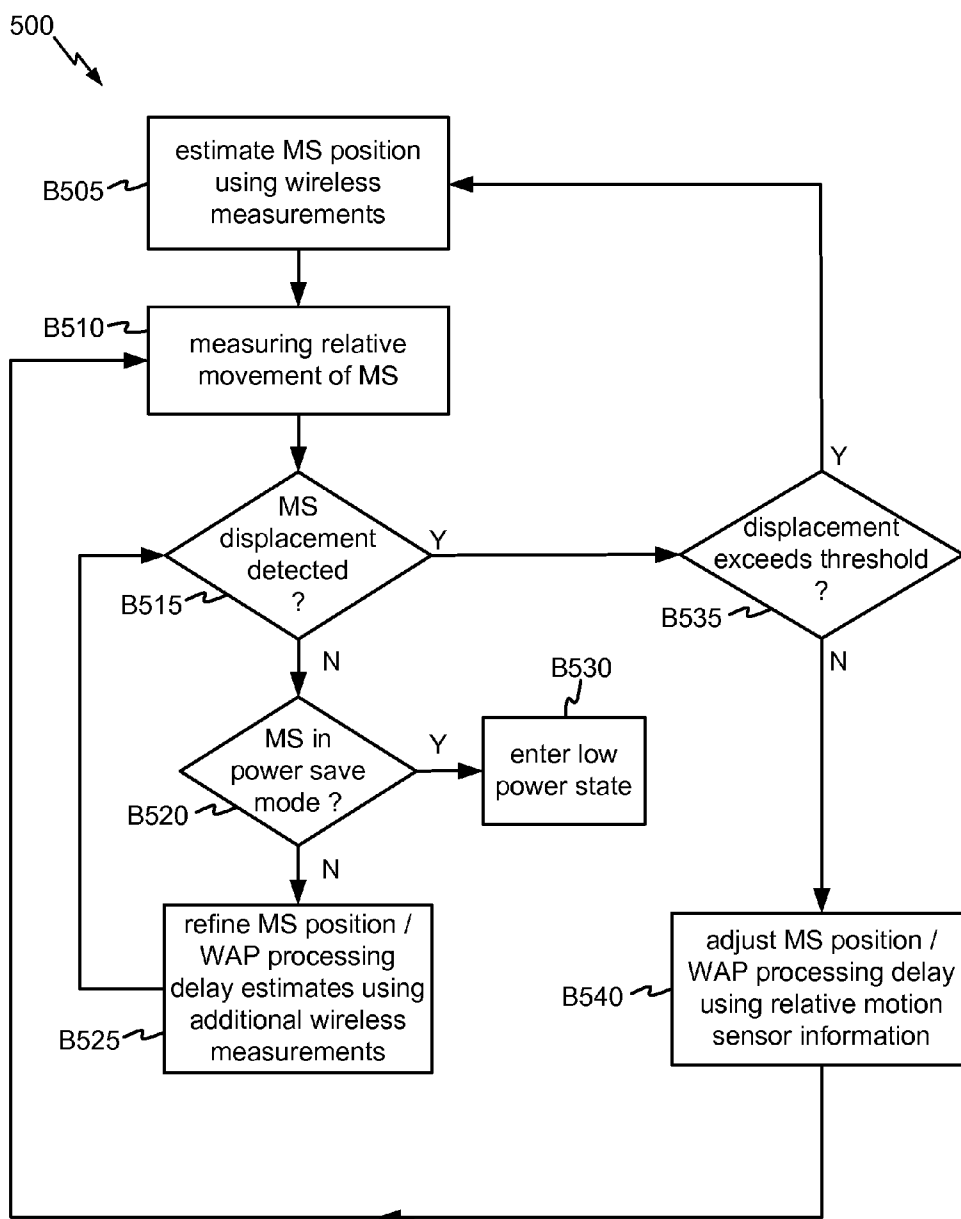 500
estimate MS position
using wireless
measurements
B505
B510
measuring relative
movement of MS
MS
displacement
detected
?
B515
Y
N
displacement
exceeds threshold
?
B535
Y
N
MS in
power save
mode ?
B520
Y
N
B530
enter low
power state
refine MS position /
WAP processing
delay estimates using
additional wireless
measurements
B525
adjust MS position /
WAP processing delay
using relative motion
sensor information
B540